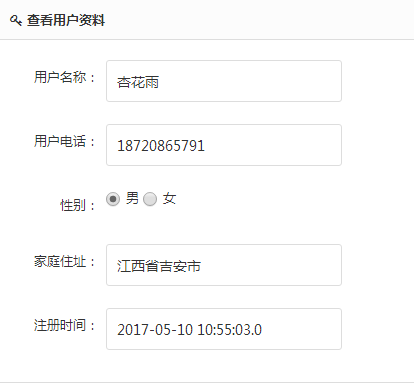 查看用户资料
用户名称： 杏花雨
用户电话： 18720865791
性别： 男 女
家庭住址： 江西省吉安市
注册时间： 2017-05-10 10:55:03.0